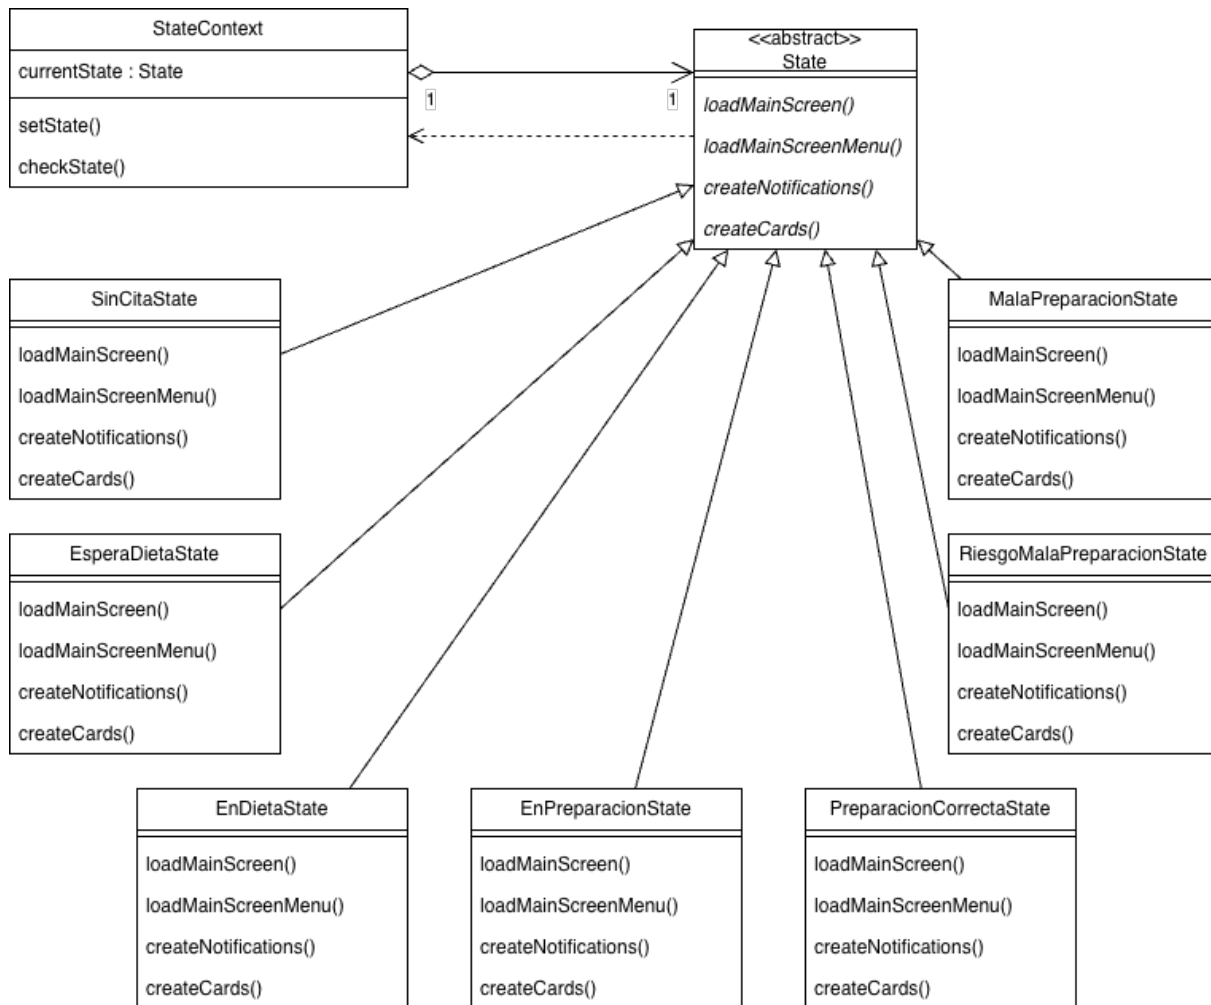 StateContext
currentState : State
setState()
checkState()
1
1
<<abstract>>
State
loadMainScreen()
loadMainScreenMenu()
createNotifications()
createCards()
SinCitaState
loadMainScreen()
loadMainScreenMenu()
createNotifications()
createCards()
MalaPreparacionState
loadMainScreen()
loadMainScreenMenu()
createNotifications()
createCards()
EsperaDietaState
loadMainScreen()
loadMainScreenMenu()
createNotifications()
createCards()
RiesgoMalaPreparacionState
loadMainScreen()
loadMainScreenMenu()
createNotifications()
createCards()
EnDietaState
loadMainScreen()
loadMainScreenMenu()
createNotifications()
createCards()
EnPreparacionState
loadMainScreen()
loadMainScreenMenu()
createNotifications()
createCards()
PreparacionCorrectaState
loadMainScreen()
loadMainScreenMenu()
createNotifications()
createCards()